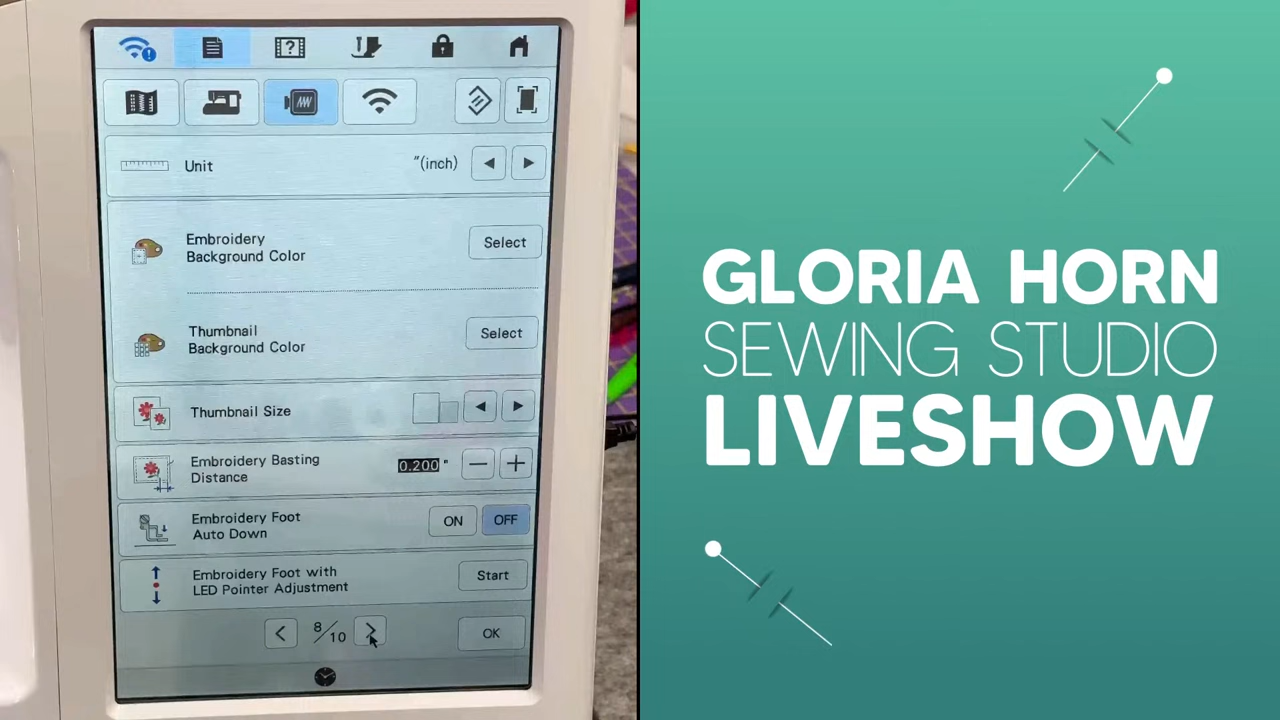 ?
Unit
"(inch)
Embroidery
Background Color
Select
Thumbnail
Background Color
Select
Thumbnail Size
Embroidery Basting
Distance
0.200 "
Embroidery Foot
Auto Down
ON
OFF
Embroidery Foot with
LED Pointer Adjustment
Start
8/10
OK
GLORIA HORN
SEWING STUDIO
LIVESHOW